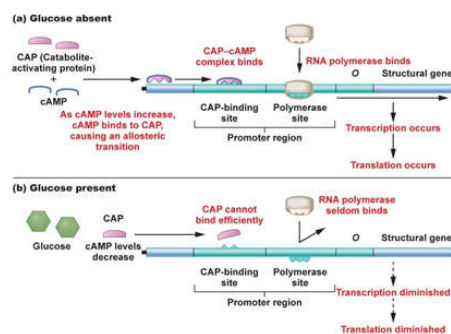 (a) Glucose absent
CAP (Catabolite-
activating protein)
+
cAMP
As cAMP levels increase,
cAMP binds to CAP,
causing an allosteric
transition
CAP–cAMP
complex binds
RNA polymerase binds
O
Structural gene
CAP-binding
site
Polymerase
site
Promoter region
Transcription occurs
Translation occurs
(b) Glucose present
Glucose
CAP
cAMP levels
decrease
CAP cannot
bind efficiently
RNA polymerase
seldom binds
O
Structural gene
CAP-binding
site
Polymerase
site
Promoter region
Transcription diminished
Translation diminished